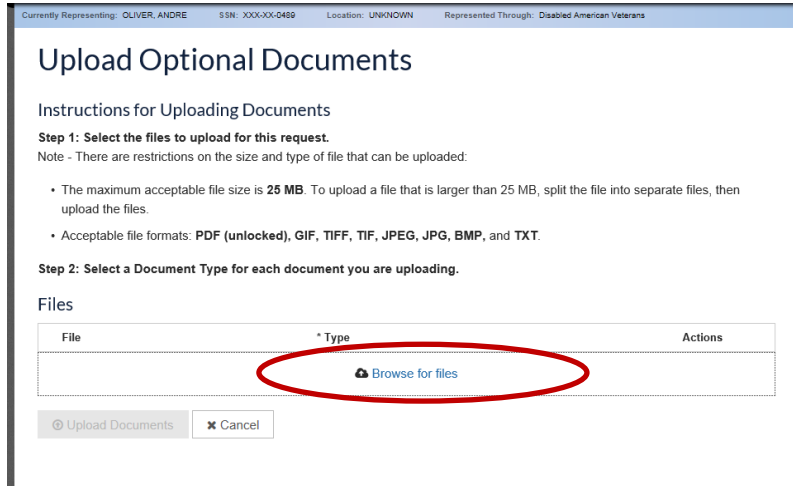 Currently Representing: OLIVER, ANDRE SSN: XXX-XX-0489 Location: UNKNOWN Represented Through: Disabled American Veterans
Upload Optional Documents
Instructions for Uploading Documents
Step 1: Select the files to upload for this request.
Note - There are restrictions on the size and type of file that can be uploaded:
• The maximum acceptable file size is 25 MB. To upload a file that is larger than 25 MB, split the file into separate files, then
upload the files.
• Acceptable file formats: PDF (unlocked), GIF, TIFF, TIF, JPEG, JPG, BMP, and TXT.
Step 2: Select a Document Type for each document you are uploading.
Files
File * Type Actions
Browse for files
Upload Documents Cancel